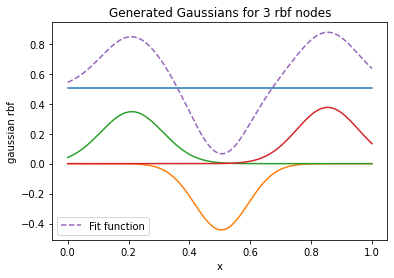 Generated Gaussians for 3 rbf nodes
gaussian rbf
0.8
0.6
0.4
0.2
0.0
−0.2
−0.4
Fit function
0.0 0.2 0.4 0.6 0.8 1.0
x